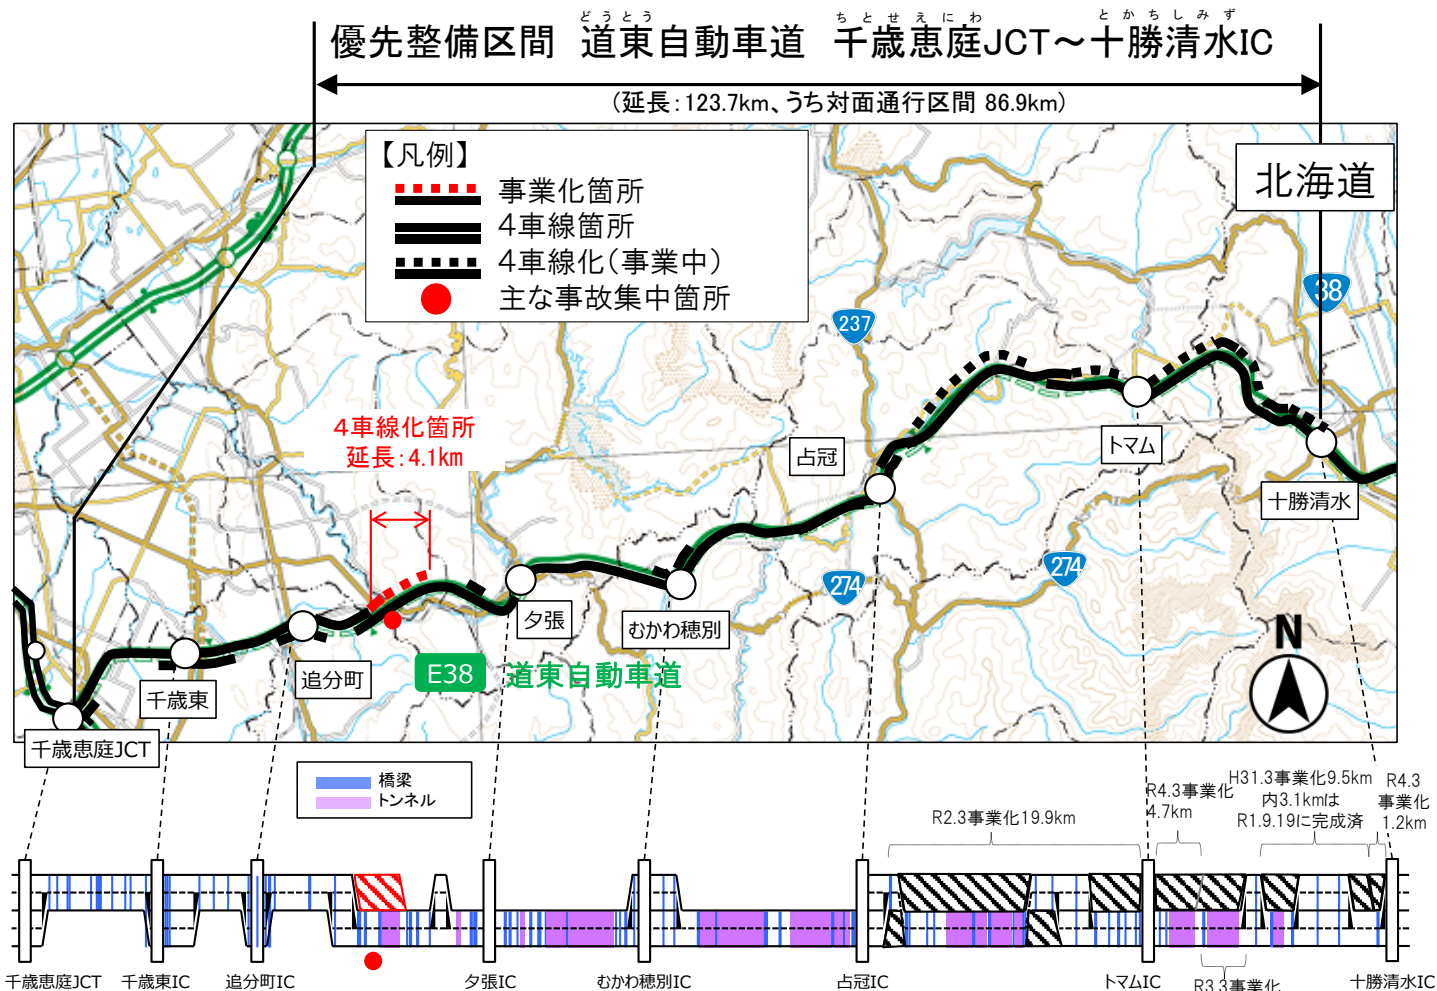 どうとう ちとせえにわ とかちしみず
優先整備区間 道東自動車道 千歳恵庭JCT～十勝清水IC
（延長：123.7km、うち対面通行区間 86.9km）
【凡例】
事業化箇所
4車線箇所
4車線化（事業中）
主な事故集中箇所
北海道
38
237
4車線化箇所
延長：4.1km
占冠
トマム
十勝清水
274
274
夕張
むかわ穂別
追分町
E38 道東自動車道
千歳東
千歳恵庭JCT
N
橋梁
トンネル
R2.3事業化19.9km
R4.3事業化
4.7km
H31.3事業化9.5km
内3.1kmは
R1.9.19に完成済
R4.3
事業化
1.2km
千歳恵庭JCT 千歳東IC 追分町IC 夕張IC むかわ穂別IC 占冠IC トマムIC 十勝清水IC
R3.3事業化